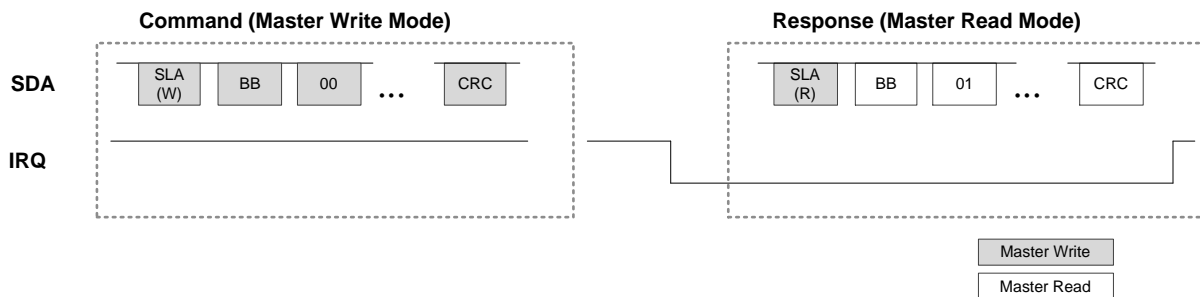 Command (Master Write Mode)
Response (Master Read Mode)
SDA
SLA
(W)
BB
00
...
CRC
SLA
(R)
BB
01
...
CRC
IRQ
Master Write
Master Read